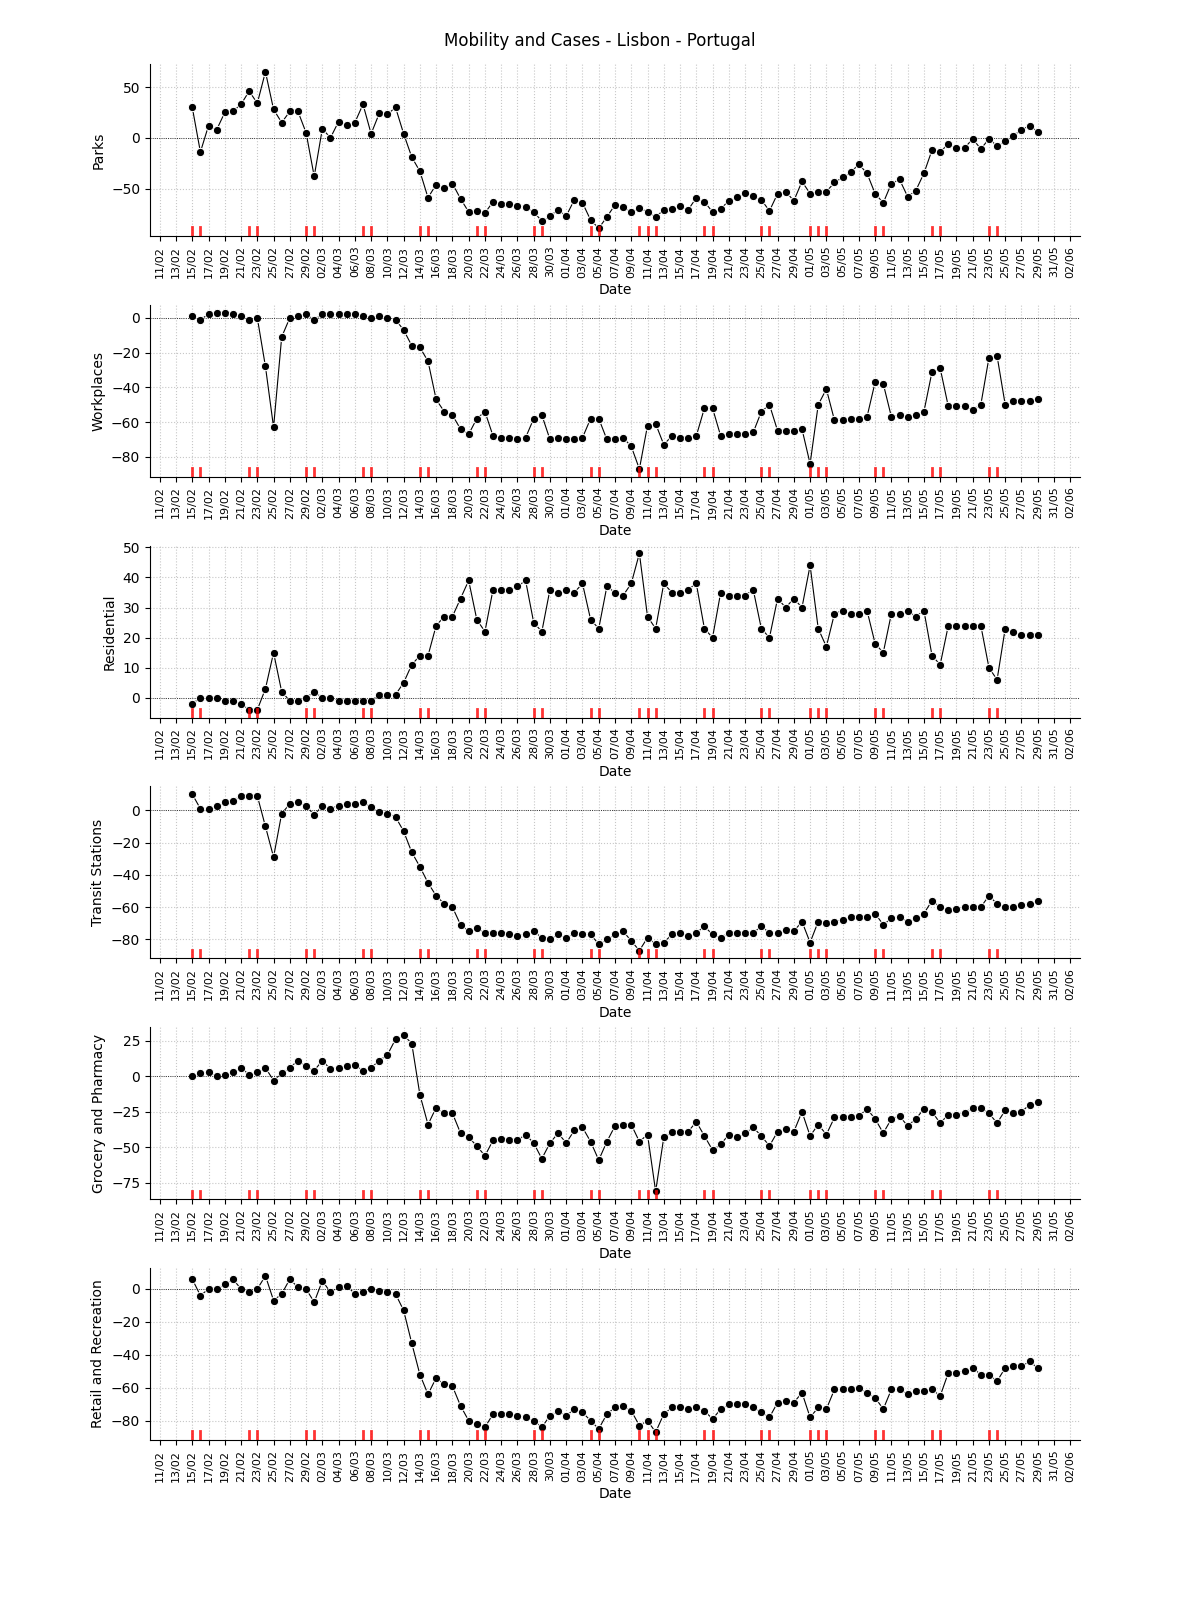 Mobility and Cases - Lisbon - Portugal
Parks
50
0
−50
11/02 13/02 15/02 17/02 19/02 21/02 23/02 25/02 27/02 29/02 02/03 04/03 06/03 08/03 10/03 12/03 14/03 16/03 18/03 20/03 22/03 24/03 26/03 28/03 30/03 01/04 03/04 05/04 07/04 09/04 11/04 13/04 15/04 17/04 19/04 21/04 23/04 25/04 27/04 29/04 01/05 03/05 05/05 07/05 09/05 11/05 13/05 15/05 17/05 19/05 21/05 23/05 25/05 27/05 29/05 31/05 02/06
Date
Workplaces
0
−20
−40
−60
−80
11/02 13/02 15/02 17/02 19/02 21/02 23/02 25/02 27/02 29/02 02/03 04/03 06/03 08/03 10/03 12/03 14/03 16/03 18/03 20/03 22/03 24/03 26/03 28/03 30/03 01/04 03/04 05/04 07/04 09/04 11/04 13/04 15/04 17/04 19/04 21/04 23/04 25/04 27/04 29/04 01/05 03/05 05/05 07/05 09/05 11/05 13/05 15/05 17/05 19/05 21/05 23/05 25/05 27/05 29/05 31/05 02/06
Date
Residential
50
40
30
20
10
0
11/02 13/02 15/02 17/02 19/02 21/02 23/02 25/02 27/02 29/02 02/03 04/03 06/03 08/03 10/03 12/03 14/03 16/03 18/03 20/03 22/03 24/03 26/03 28/03 30/03 01/04 03/04 05/04 07/04 09/04 11/04 13/04 15/04 17/04 19/04 21/04 23/04 25/04 27/04 29/04 01/05 03/05 05/05 07/05 09/05 11/05 13/05 15/05 17/05 19/05 21/05 23/05 25/05 27/05 29/05 31/05 02/06
Date
Transit Stations
0
−20
−40
−60
−80
11/02 13/02 15/02 17/02 19/02 21/02 23/02 25/02 27/02 29/02 02/03 04/03 06/03 08/03 10/03 12/03 14/03 16/03 18/03 20/03 22/03 24/03 26/03 28/03 30/03 01/04 03/04 05/04 07/04 09/04 11/04 13/04 15/04 17/04 19/04 21/04 23/04 25/04 27/04 29/04 01/05 03/05 05/05 07/05 09/05 11/05 13/05 15/05 17/05 19/05 21/05 23/05 25/05 27/05 29/05 31/05 02/06
Date
Grocery and Pharmacy
25
0
−25
−50
−75
11/02 13/02 15/02 17/02 19/02 21/02 23/02 25/02 27/02 29/02 02/03 04/03 06/03 08/03 10/03 12/03 14/03 16/03 18/03 20/03 22/03 24/03 26/03 28/03 30/03 01/04 03/04 05/04 07/04 09/04 11/04 13/04 15/04 17/04 19/04 21/04 23/04 25/04 27/04 29/04 01/05 03/05 05/05 07/05 09/05 11/05 13/05 15/05 17/05 19/05 21/05 23/05 25/05 27/05 29/05 31/05 02/06
Date
Retail and Recreation
0
−20
−40
−60
−80
11/02 13/02 15/02 17/02 19/02 21/02 23/02 25/02 27/02 29/02 02/03 04/03 06/03 08/03 10/03 12/03 14/03 16/03 18/03 20/03 22/03 24/03 26/03 28/03 30/03 01/04 03/04 05/04 07/04 09/04 11/04 13/04 15/04 17/04 19/04 21/04 23/04 25/04 27/04 29/04 01/05 03/05 05/05 07/05 09/05 11/05 13/05 15/05 17/05 19/05 21/05 23/05 25/05 27/05 29/05 31/05 02/06
Date